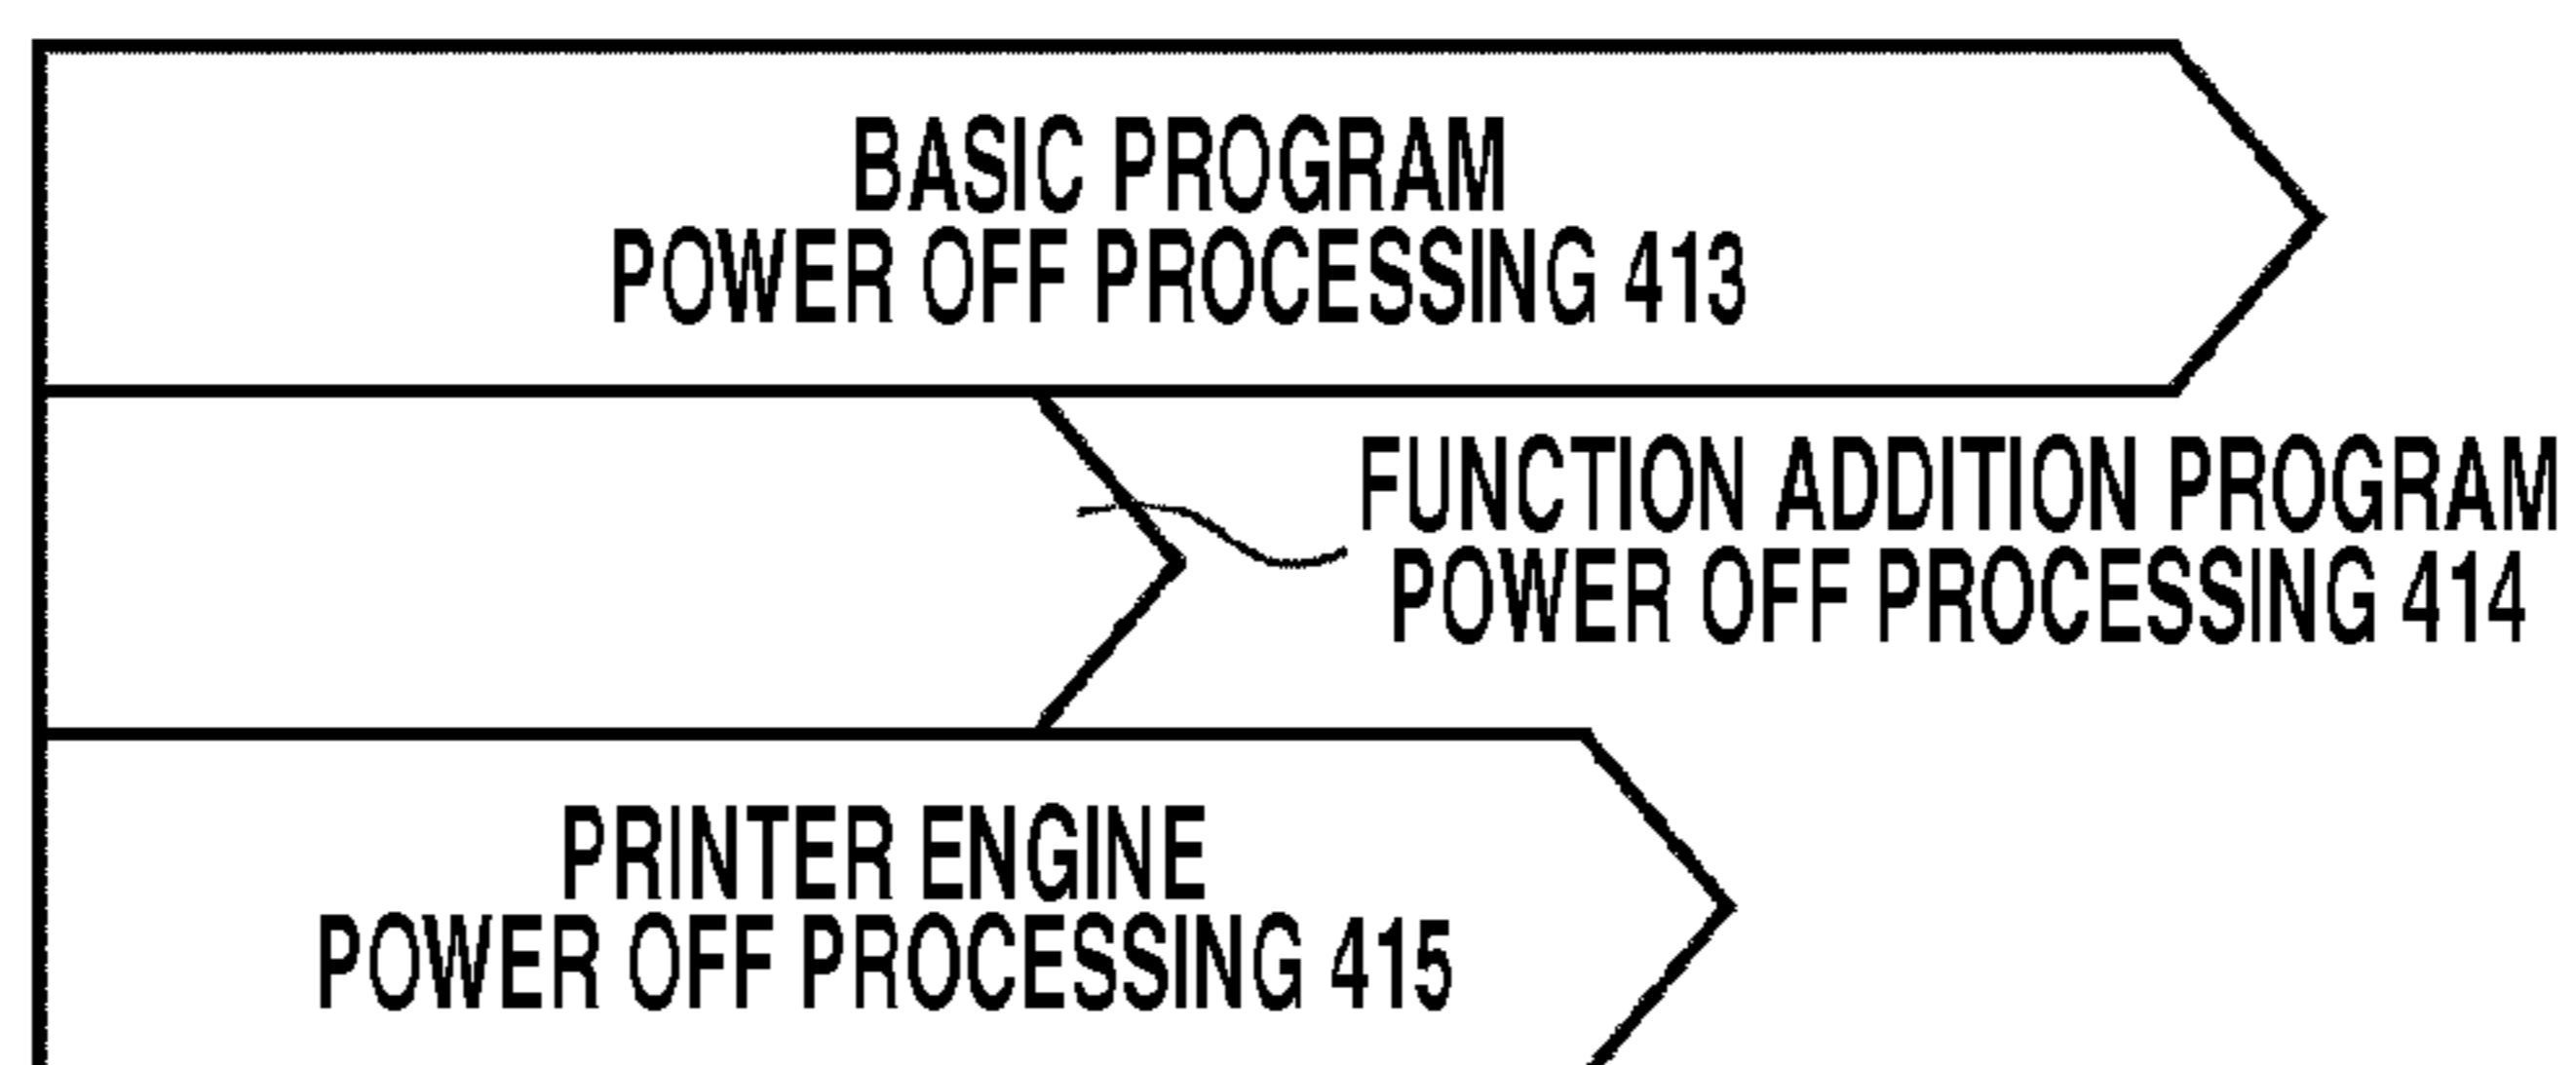 BASIC PROGRAM
POWER OFF PROCESSING 413
FUNCTION ADDITION PROGRAM
POWER OFF PROCESSING 414
PRINTER ENGINE
POWER OFF PROCESSING 415